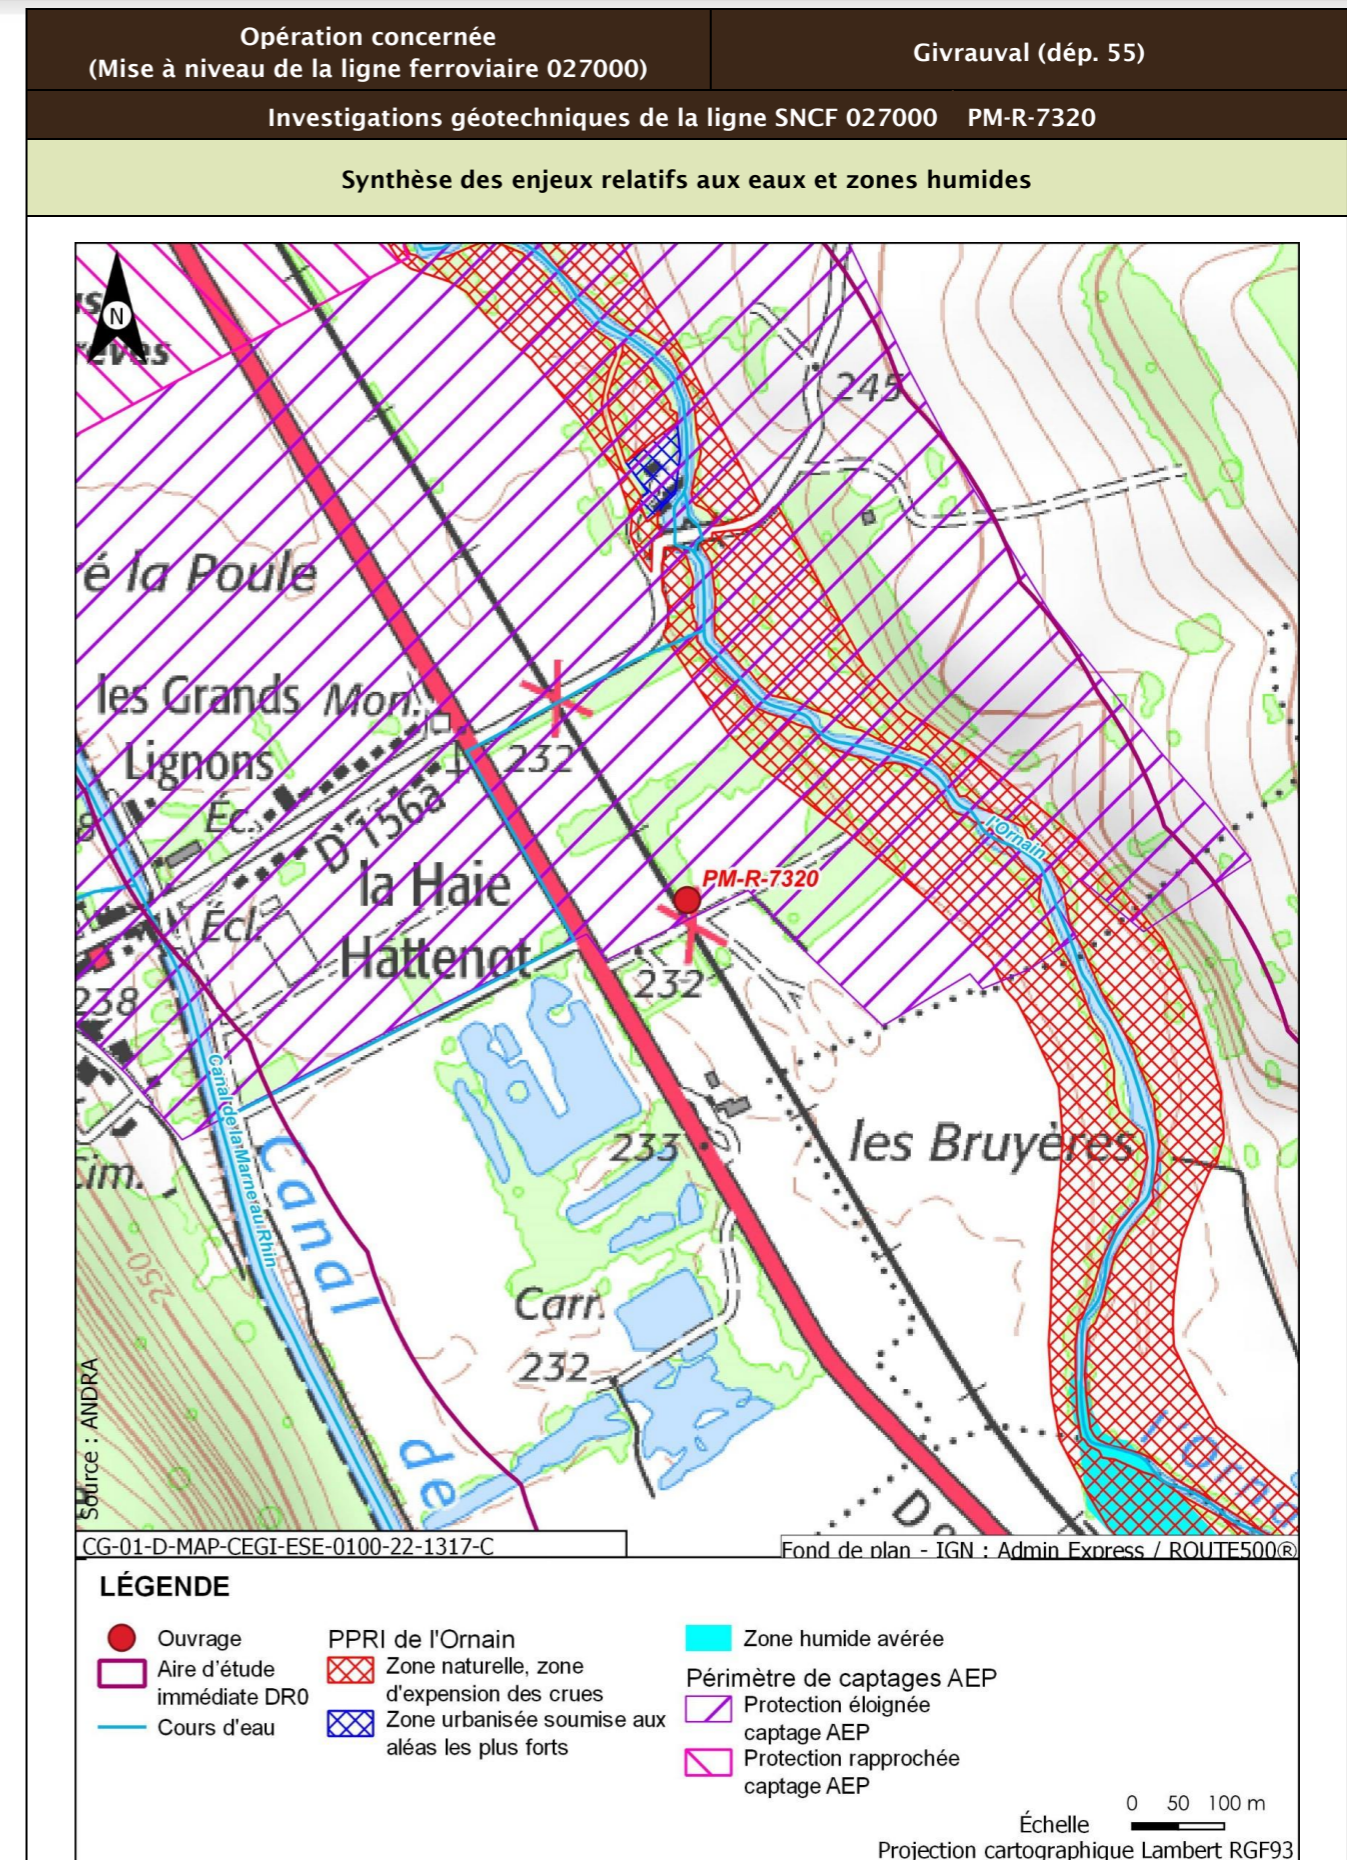 Opération concernée
(Mise à niveau de la ligne ferroviaire 027000)
Givrauval (dép. 55)
Investigations géotechniques de la ligne SNCF 027000 PM-R-7320
Synthèse des enjeux relatifs aux eaux et zones humides
N
245
é la Poule
les Grands
Lignons
Mon.
232
Éc.
D 156a
la Haie
Hattenot
PM-R-7320
l'Ornain
Écl.
232
238
Cim.
Canal de la Marne au Rhin
Canal
de
233
les Bruyères
250
Carr.
232
L'Orna
D 9
Source : ANDRA
CG-01-D-MAP-CEGI-ESE-0100-22-1317-C
Fond de plan - IGN : Admin Express / ROUTE500®
LÉGENDE
Ouvrage
Aire d'étude
immédiate DR0
Cours d'eau
PPRI de l'Ornain
Zone naturelle, zone
d'expension des crues
Zone urbanisée soumise aux
aléas les plus forts
Zone humide avérée
Périmètre de captages AEP
Protection éloignée
captage AEP
Protection rapprochée
captage AEP
0 50 100 m
Échelle
Projection cartographique Lambert RGF93